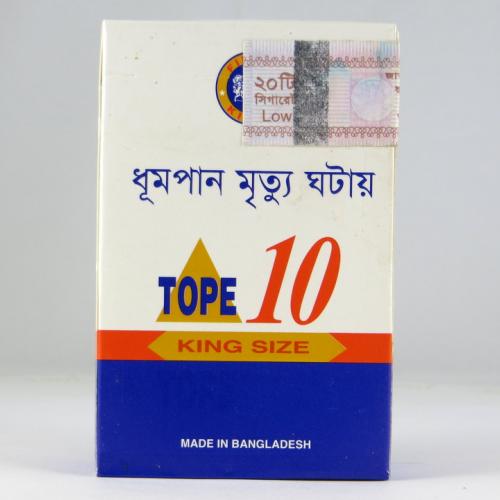 ২০টি
সিগারেট
Low
ধূমপান মৃত্যু ঘটায়
TOPE 10
KING SIZE
MADE IN BANGLADESH